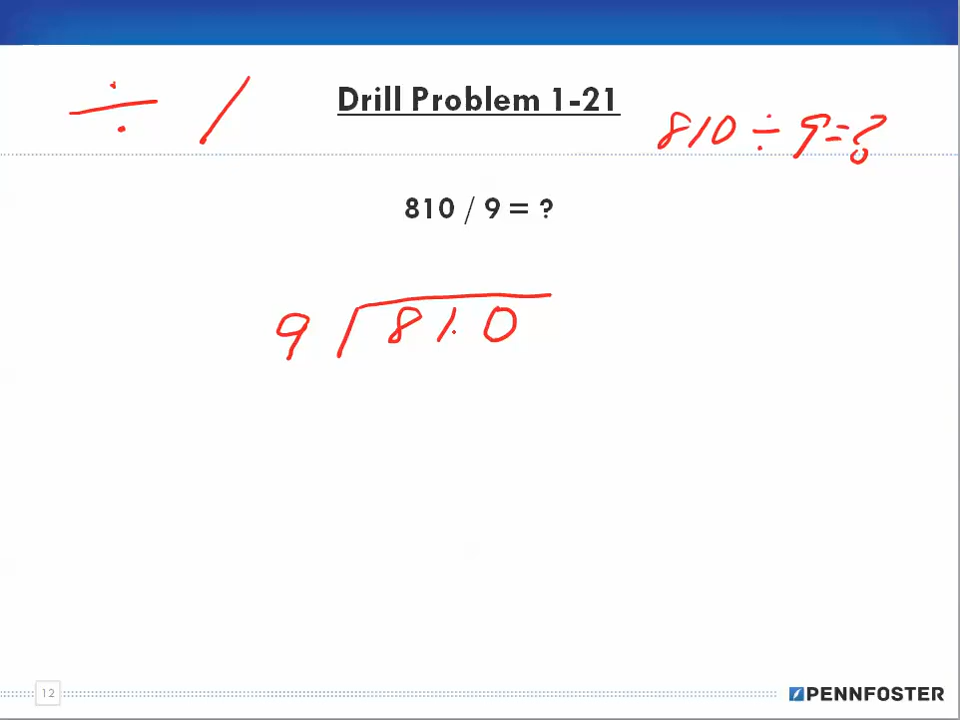 ÷ /
Drill Problem 1-21
810 ÷ 9 = ?
810 / 9 = ?
9 810
12
PENNFOSTER